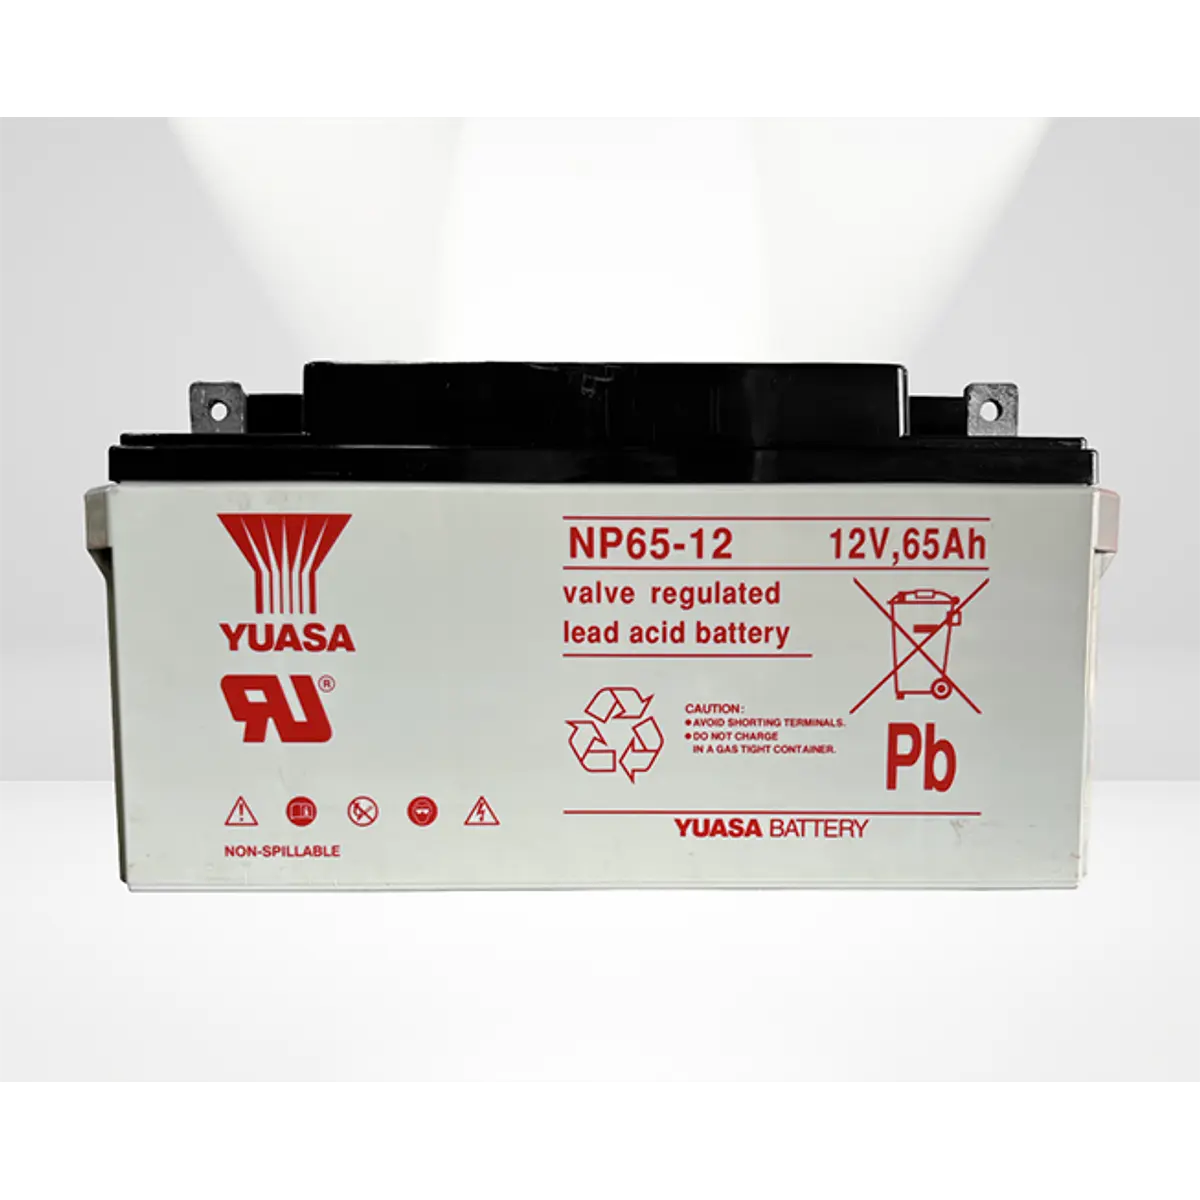 YUASA
RU®
NON-SPILLABLE
NP65-12 12V,65Ah
valve regulated
lead acid battery
CAUTION:
● AVOID SHORTING TERMINALS.
● DO NOT CHARGE
IN A GAS TIGHT CONTAINER.
Pb
YUASA BATTERY